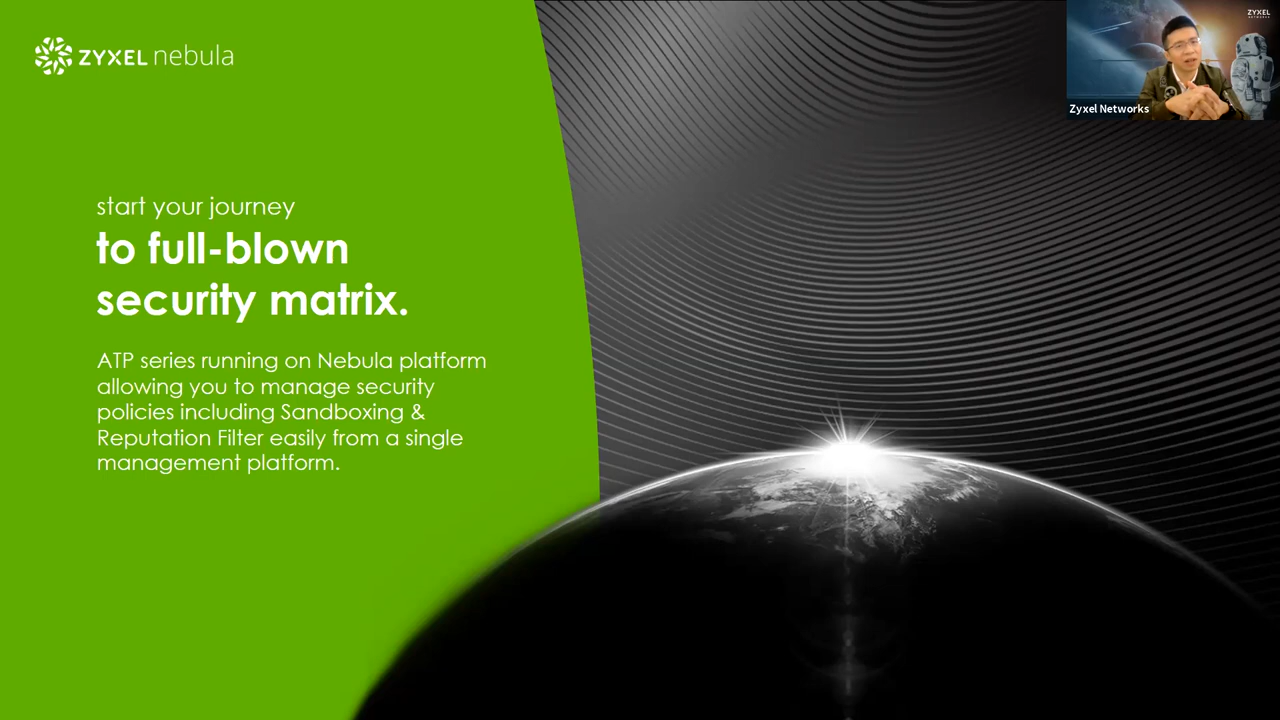 ZYXEL nebula
ZYXEL
NETWORKS
Zyxel Networks
start your journey
to full-blown
security matrix.
ATP series running on Nebula platform
allowing you to manage security
policies including Sandboxing &
Reputation Filter easily from a single
management platform.